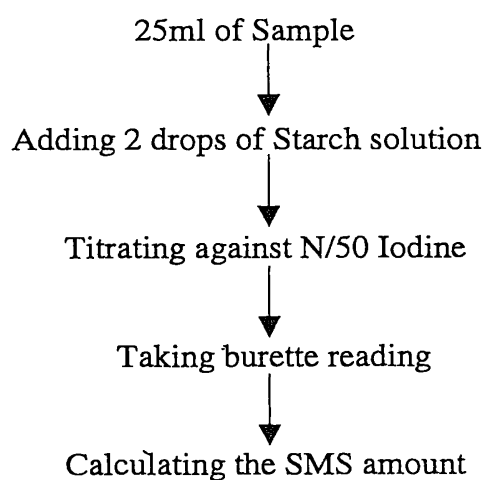 25ml of Sample
Adding 2 drops of Starch solution
Titrating against N/50 Iodine
Taking burette reading
Calculating the SMS amount